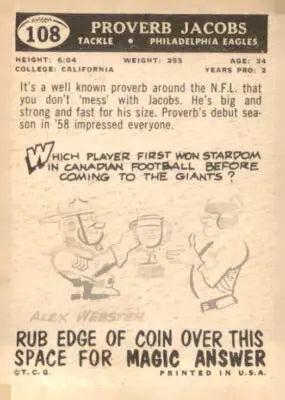 108
PROVERB JACOBS
TACKLE • PHILADELPHIA EAGLES
HEIGHT: 6:04 WEIGHT: 255 AGE: 24
COLLEGE: CALIFORNIA YEARS PRO: 2
It's a well known proverb around the N.F.L. that
you don't 'mess' with Jacobs. He's big and
strong and fast for his size. Proverb's debut sea-
son in '58 impressed everyone.
WHICH PLAYER FIRST WON STARDOM
IN CANADIAN FOOTBALL BEFORE
COMING TO THE GIANTS?
ALEX WEBSTER
RUB EDGE OF COIN OVER THIS
SPACE FOR MAGIC ANSWER
©T.C.G. PRINTED IN U.S.A.